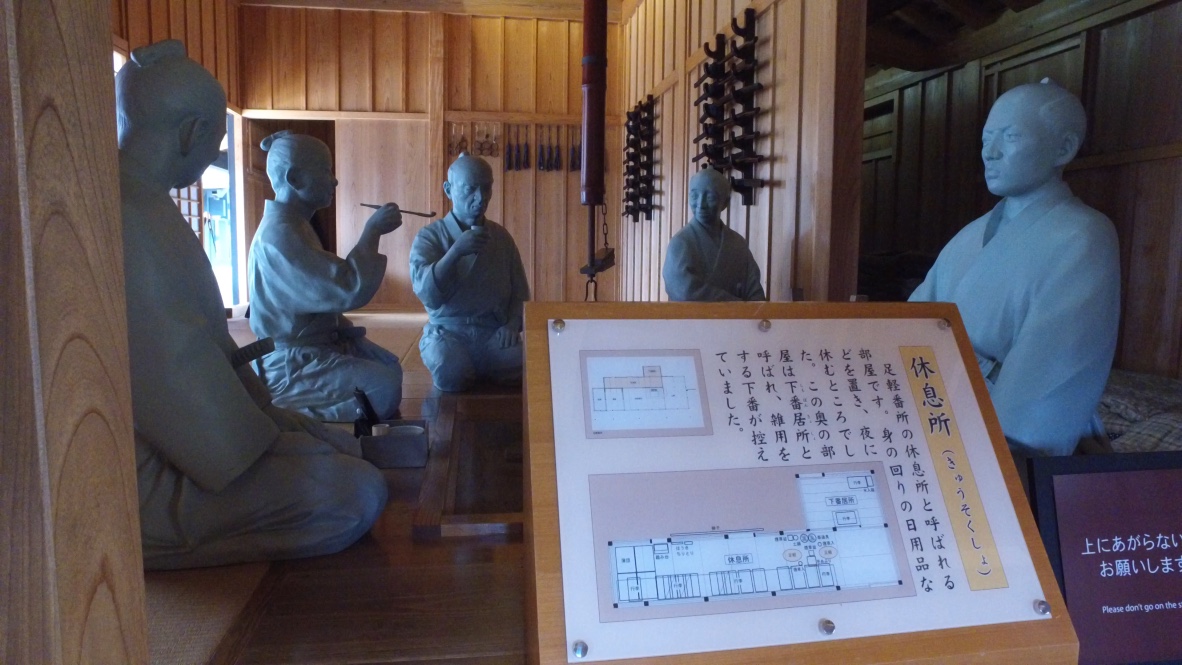 休息所(きゅうそくしょ)
足軽番所の休息所と呼ばれる
部屋です。身の回りの日用品な
どを置き、夜に
休むところでし
た。この奥の部
屋は下番居所と
呼ばれ、雑用を
する下番が控え
ていました。
下番居所
休息所
上にあがらない
お願いします
Please don't go on the s